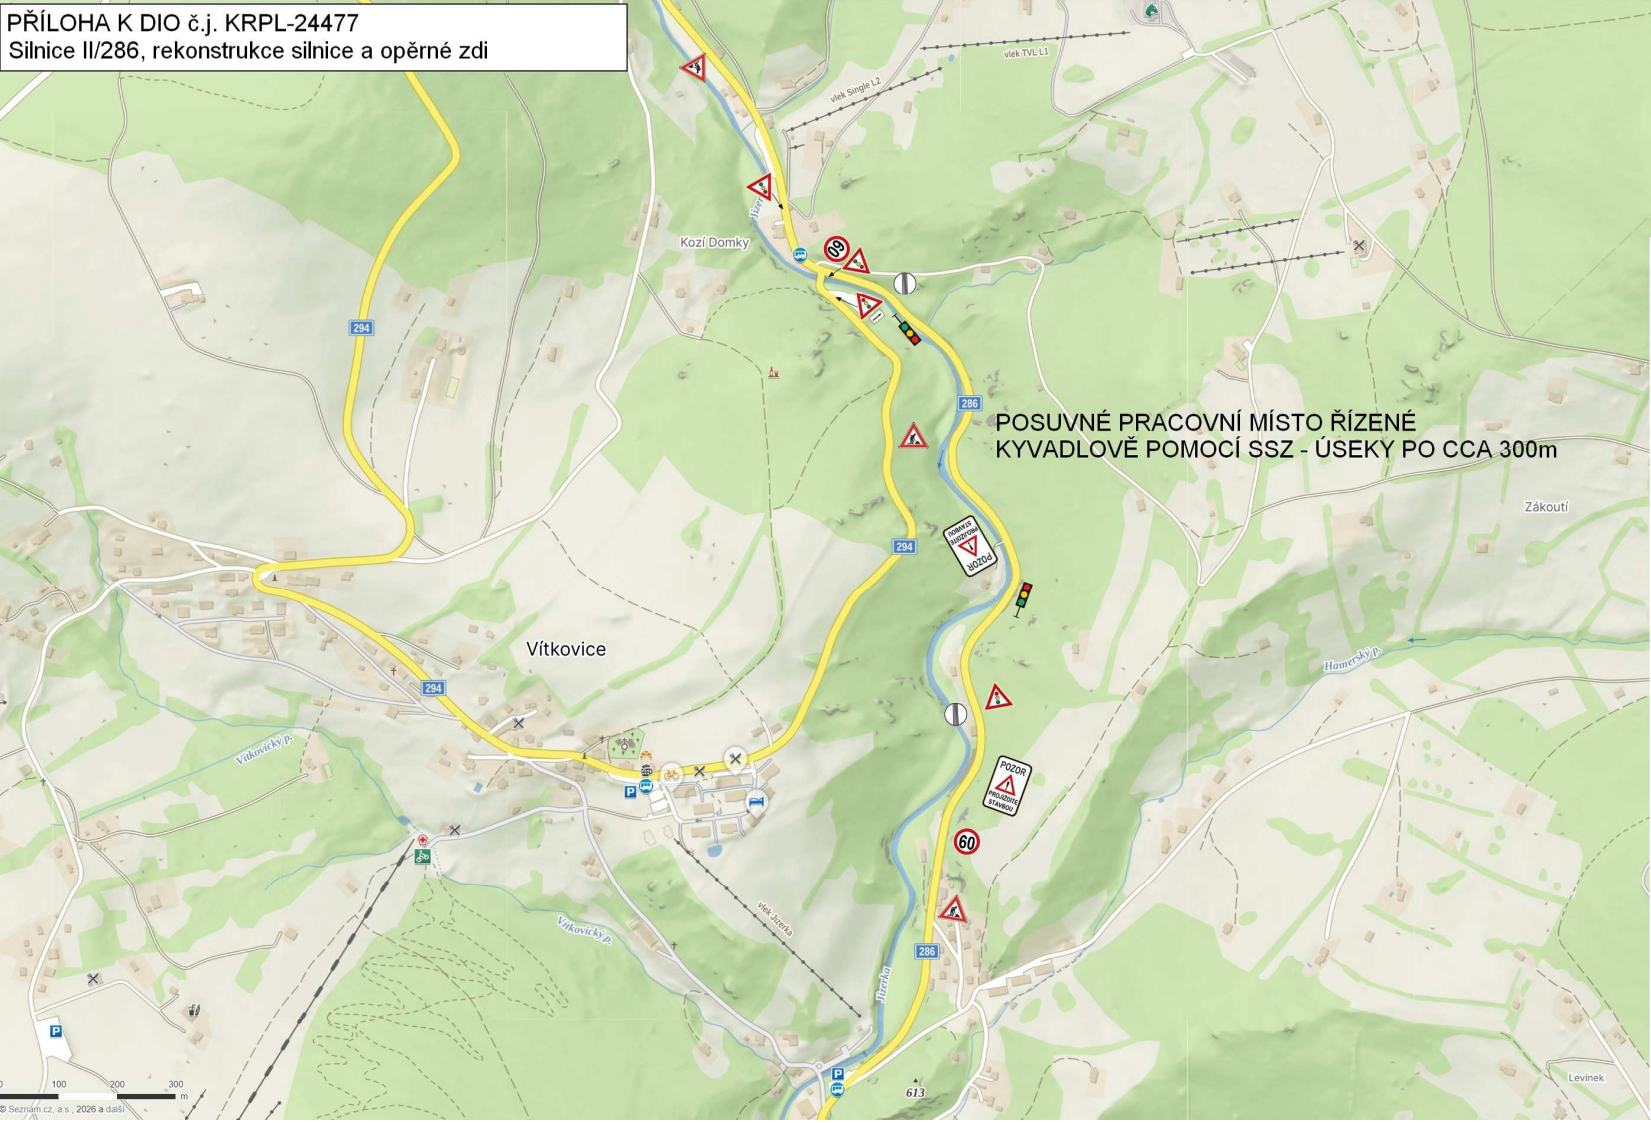 PŘÍLOHA K DIO č.j. KRPL-24477
Silnice II/286, rekonstrukce silnice a opěrné zdi
vlek TVL L1
vlek Single L2
Kozí Domky
60
294
286
POSUVNÉ PRACOVNÍ MÍSTO ŘÍZENÉ
KYVADLOVĚ POMOCÍ SSZ - ÚSEKY PO CCA 300m
Zákoutí
POZOR
PROJÍŽDÍTE
STAVBOU
294
Vítkovice
Hamerský p.
294
Vítkovický p.
P
POZOR
PROJÍŽDÍTE
STAVBOU
60
vlek Jizerka
Vítkovický p.
286
Jizerka
P
P
613
Levínek
0 100 200 300 m
© Seznam.cz, a.s., 2026 a další